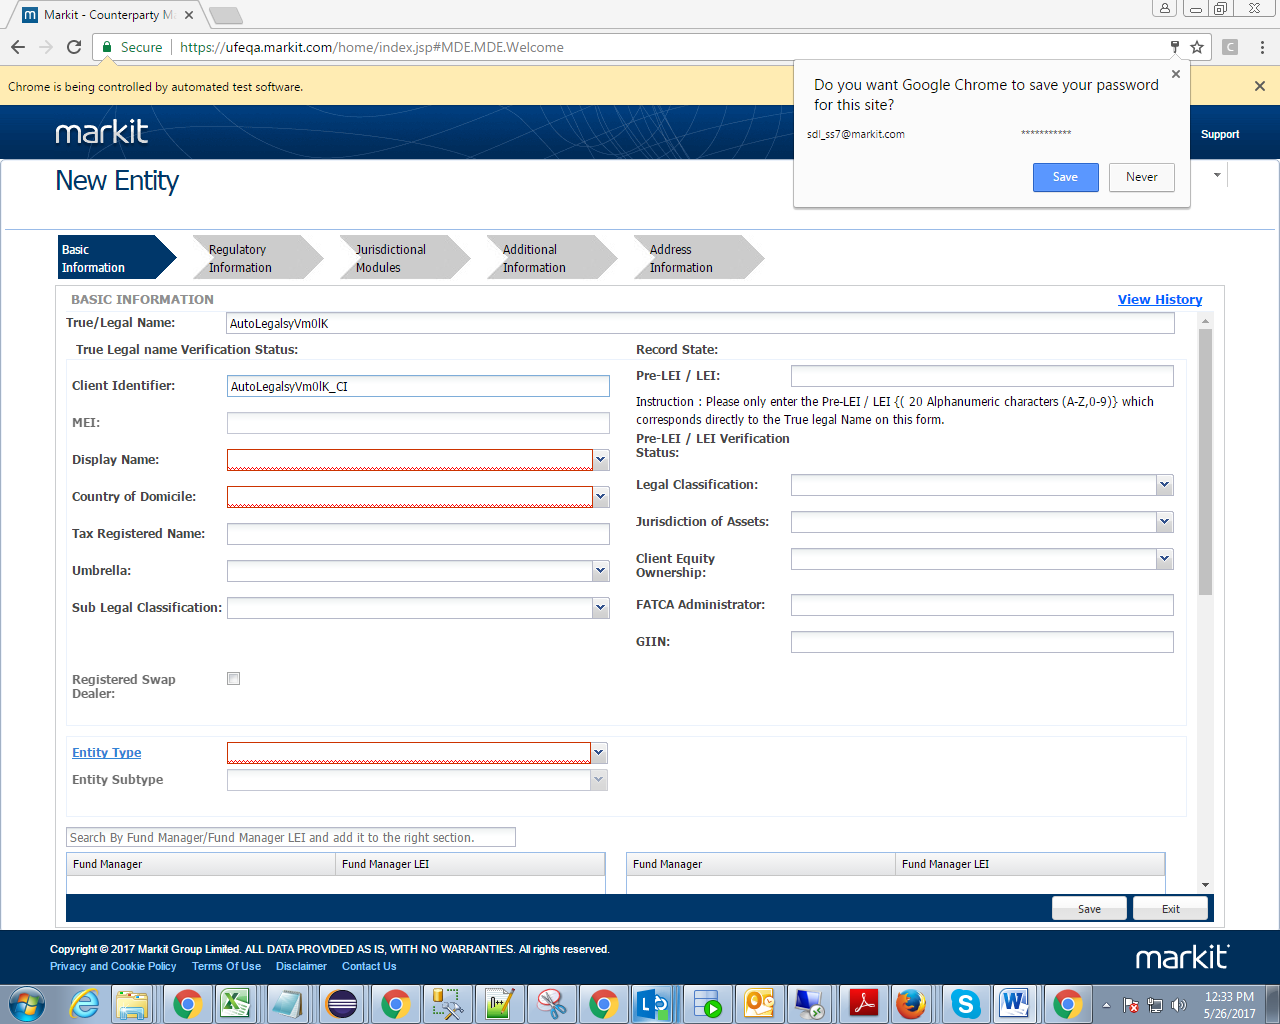 Markit - Counterparty Ma
Secure
https://ufeqa.markit.com/home/index.jsp#MDE.MDE.Welcome
C
Chrome is being controlled by automated test software.
Do you want Google Chrome to save your password
for this site?
sdl_ss7@markit.com
***********
Save
Never
markit
Support
New Entity
Basic
Information
Regulatory
Information
Jurisdictional
Modules
Additional
Information
Address
Information
BASIC INFORMATION
View History
True/Legal Name:
AutoLegalsyVm0lK
True Legal name Verification Status:
Record State:
Client Identifier:
AutoLegalsyVm0lK_CI
Pre-LEI / LEI:
Instruction : Please only enter the Pre-LEI / LEI {( 20 Alphanumeric characters (A-Z,0-9)} which
corresponds directly to the True legal Name on this form.
MEI:
Pre-LEI / LEI Verification
Status:
Display Name:
Legal Classification:
Country of Domicile:
Jurisdiction of Assets:
Tax Registered Name:
Client Equity
Ownership:
Umbrella:
Sub Legal Classification:
FATCA Administrator:
GIIN:
Registered Swap
Dealer:
Entity Type
Entity Subtype
Search By Fund Manager/Fund Manager LEI and add it to the right section.
Fund Manager
Fund Manager LEI
Fund Manager
Fund Manager LEI
Save
Exit
Copyright © 2017 Markit Group Limited. ALL DATA PROVIDED AS IS, WITH NO WARRANTIES. All rights reserved.
Privacy and Cookie Policy
Terms Of Use
Disclaimer
Contact Us
markit
12:33 PM
5/26/2017